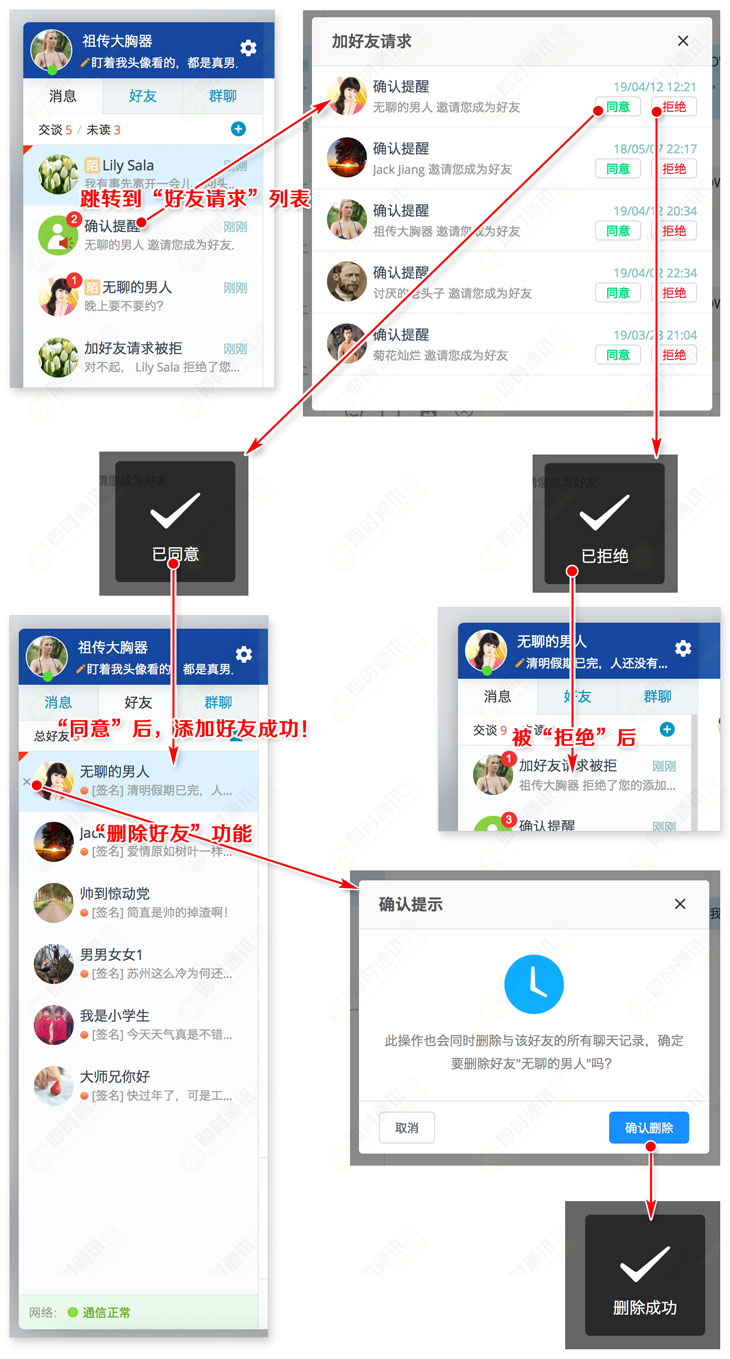 祖传大胸器
盯着我头像看的，都是真男.
消息 好友 群聊
交谈 5 / 未读 3
陌 Lily Sala 刚刚
我有事先离开一会儿
确认提醒 刚刚
2
无聊的男人 邀请您成为好友.
1
陌 无聊的男人 刚刚
晚上要不要约?
加好友请求被拒 刚刚
对不起， Lily Sala 拒绝了您...
跳转到“好友请求”列表
加好友请求
确认提醒 19/04/12 12:21
无聊的男人 邀请您成为好友 同意 拒绝
确认提醒 18/05/07 22:17
Jack Jiang 邀请您成为好友 同意 拒绝
确认提醒 19/04/12 20:34
祖传大胸器 邀请您成为好友 同意 拒绝
确认提醒 19/04/02 22:34
讨厌的老头子 邀请您成为好友 同意 拒绝
确认提醒 19/03/28 21:04
菊花灿烂 邀请您成为好友 同意 拒绝
请您成为好友
已同意
请您成为好友
已拒绝
祖传大胸器
盯着我头像看的，都是真男.
消息 好友 群聊
总好友
“同意”后，添加好友成功！
无聊的男人
[签名] 清明假期已完，人...
“删除好友”功能
Jack
[签名] 爱情原如树叶一样...
帅到惊动党
[签名] 简直是帅的掉渣啊！
男男女女1
[签名] 苏州这么冷为何还...
我是小学生
[签名] 今天天气真是不错...
大师兄你好
[签名] 快过年了，可是工...
网络： 通信正常
无聊的男人
清明假期已完，人还没有...
消息 好友 群聊
交谈 9 未读
被“拒绝”后
1
加好友请求被拒 刚刚
祖传大胸器 拒绝了您的添加...
3
确认提醒 刚刚
确认提示
此操作也会同时删除与该好友的所有聊天记录，确定
要删除好友"无聊的男人"吗?
取消 确认删除
删除成功
即时通讯网